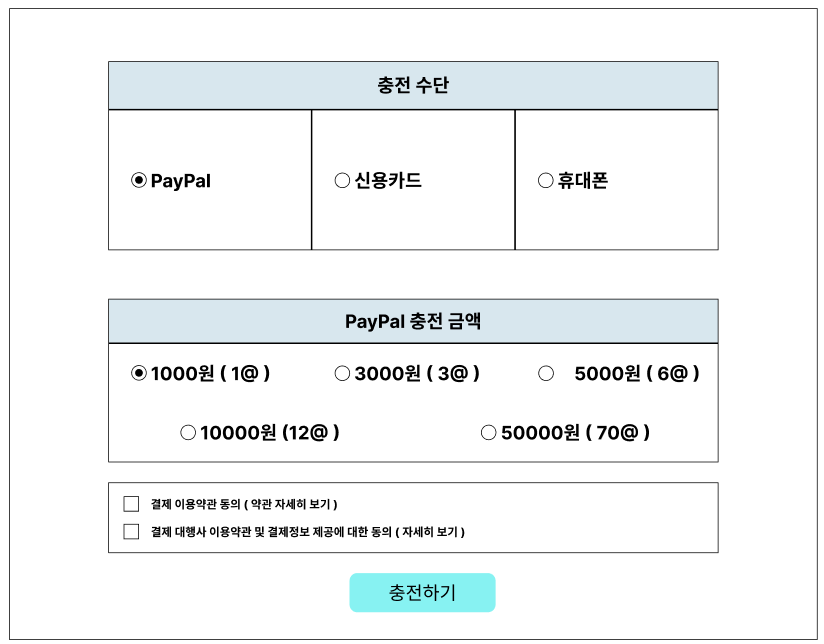 충전 수단
PayPal
신용카드
휴대폰
PayPal 충전 금액
1000원 ( 1@ )
3000원 ( 3@ )
5000원 ( 6@ )
10000원 (12@ )
50000원 ( 70@ )
결제 이용약관 동의 ( 약관 자세히 보기 )
결제 대행사 이용약관 및 결제정보 제공에 대한 동의 ( 자세히 보기 )
충전하기